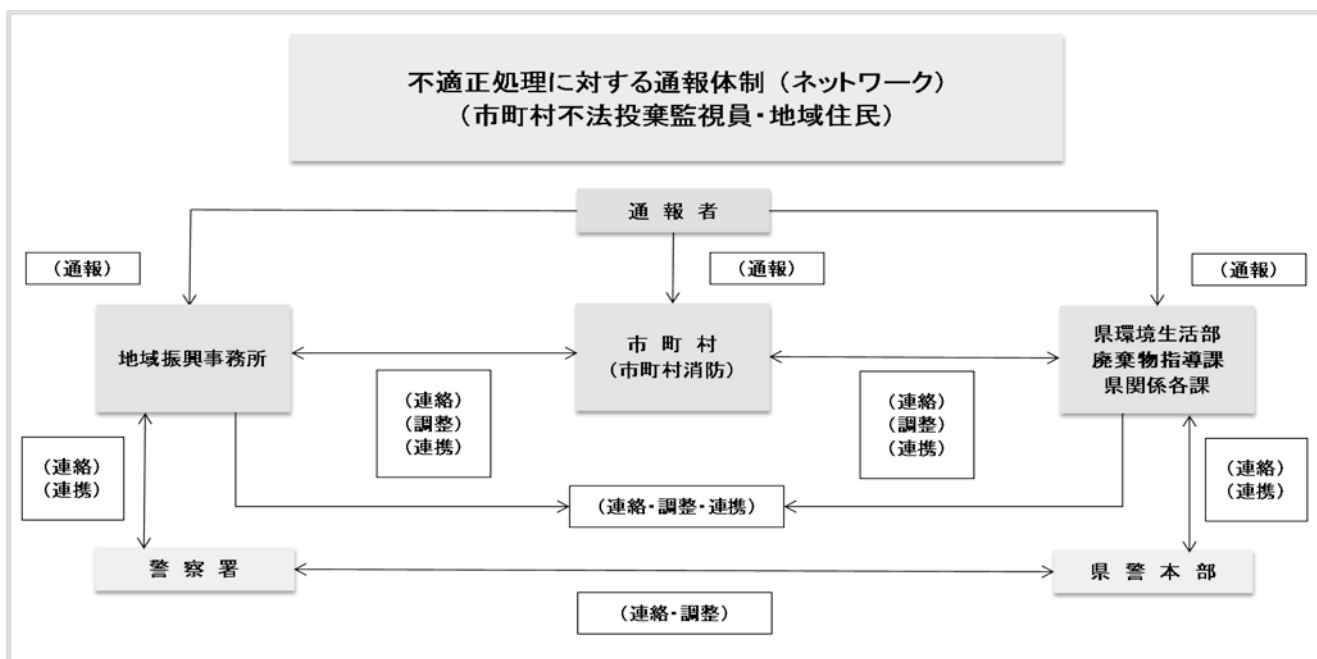 不適正処理に対する通報体制（ネットワーク）
（市町村不法投棄監視員・地域住民）
通報者
（通報）
（通報）
（通報）
地域振興事務所
市町村
（市町村消防）
県環境生活部
廃棄物指導課
県関係各課
（連絡）
（調整）
（連携）
（連絡）
（調整）
（連携）
（連絡）
（連携）
（連絡）
（連携）
（連絡・調整・連携）
警察署
県警本部
（連絡・調整）